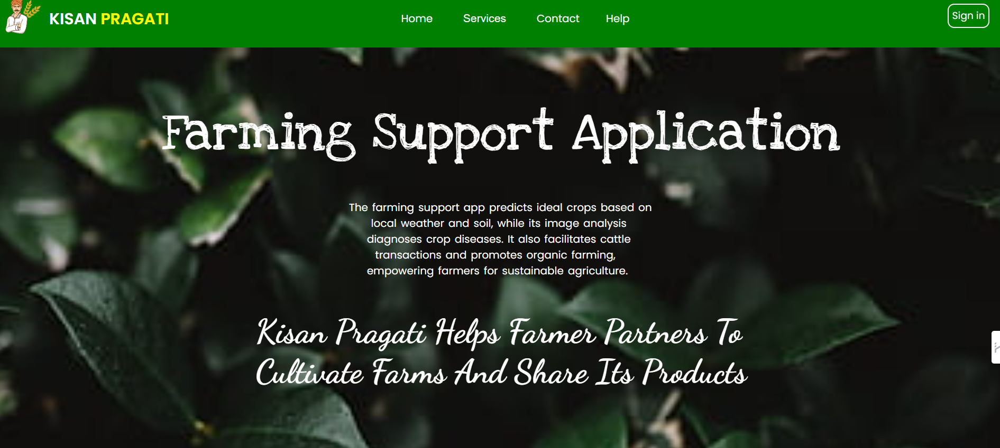 KISAN PRAGATI
Home Services Contact Help
Sign in
Farming Support Application
The farming support app predicts ideal crops based on
local weather and soil, while its image analysis
diagnoses crop diseases. It also facilitates cattle
transactions and promotes organic farming,
empowering farmers for sustainable agriculture.
Kisan Pragati Helps Farmer Partners To
Cultivate Farms And Share Its Products